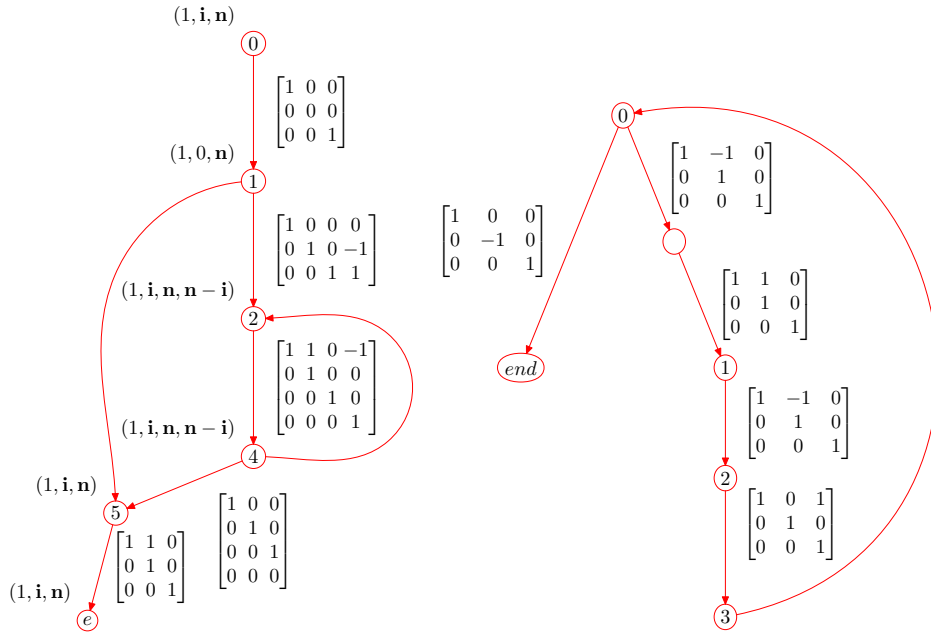 (1, i, n)
0
1 0 0
0 0 0
0 0 1
(1, 0, n)
1
1 0 0 0
0 1 0 −1
0 0 1 1
(1, i, n, n − i)
2
1 1 0 −1
0 1 0 0
0 0 1 0
0 0 0 1
(1, i, n, n − i)
4
(1, i, n)
5
1 0 0
0 1 0
0 0 1
0 0 0
1 1 0
0 1 0
0 0 1
(1, i, n)
e
0
1 −1 0
0 1 0
0 0 1
1 0 0
0 −1 0
0 0 1
1 1 0
0 1 0
0 0 1
end
1
1 −1 0
0 1 0
0 0 1
2
1 0 1
0 1 0
0 0 1
3